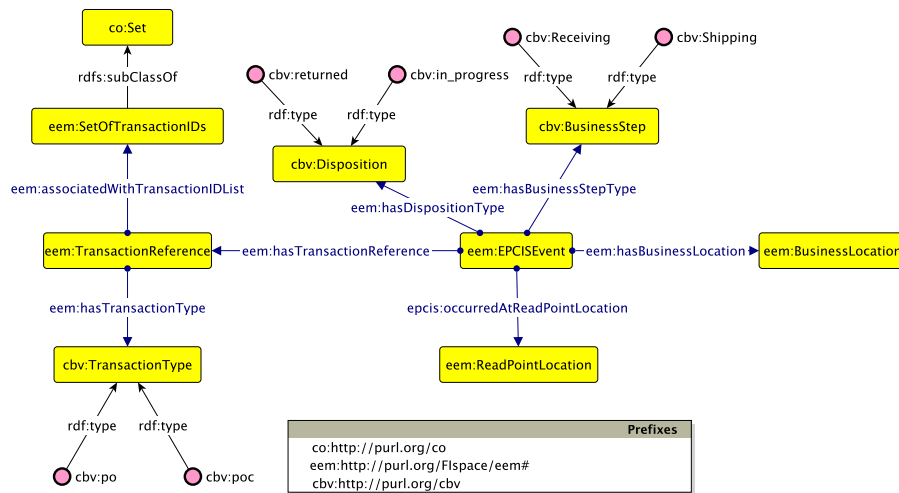 co:Set
cbv:Receiving
cbv:Shipping
rdfs:subClassOf
cbv:returned
cbv:in_progress
rdf:type
rdf:type
rdf:type
rdf:type
eem:SetOfTransactionIDs
cbv:BusinessStep
cbv:Disposition
eem:associatedWithTransactionIDList
eem:hasBusinessStepType
eem:hasDispositionType
eem:TransactionReference
eem:hasTransactionReference
eem:EPCISEvent
eem:hasBusinessLocation
eem:BusinessLocation
eem:hasTransactionType
epcis:occurredAtReadPointLocation
cbv:TransactionType
eem:ReadPointLocation
rdf:type
rdf:type
cbv:po
cbv:poc
Prefixes
co:http://purl.org/co
eem:http://purl.org/FIspace/eem#
cbv:http://purl.org/cbv